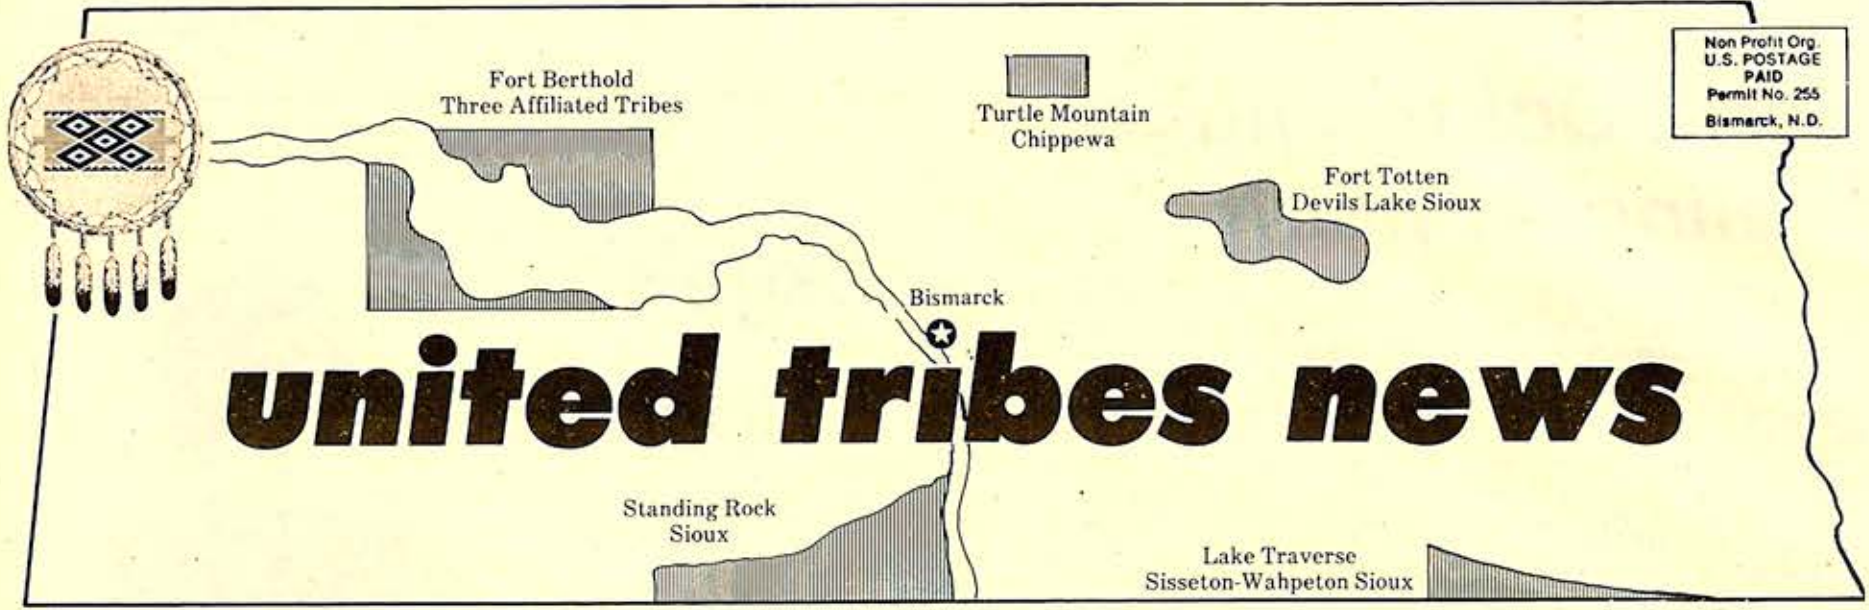 Non Profit Org.
U.S. POSTAGE
PAID
Permit No. 255
Bismarck, N.D.
Fort Berthold
Three Affiliated Tribes
Turtle Mountain
Chippewa
Fort Totten
Devils Lake Sioux
Bismarck
united tribes news
Standing Rock
Sioux
Lake Traverse
Sisseton-Wahpeton Sioux